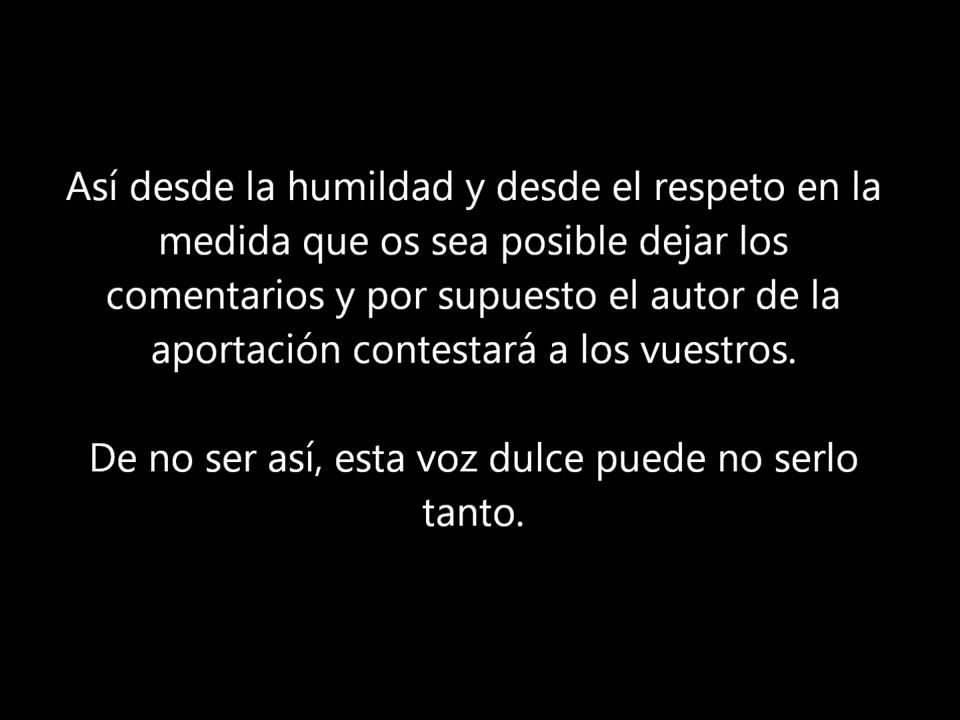 Así desde la humildad y desde el respeto en la
medida que os sea posible dejar los
comentarios y por supuesto el autor de la
aportación contestará a los vuestros.
De no ser así, esta voz dulce puede no serlo
tanto.